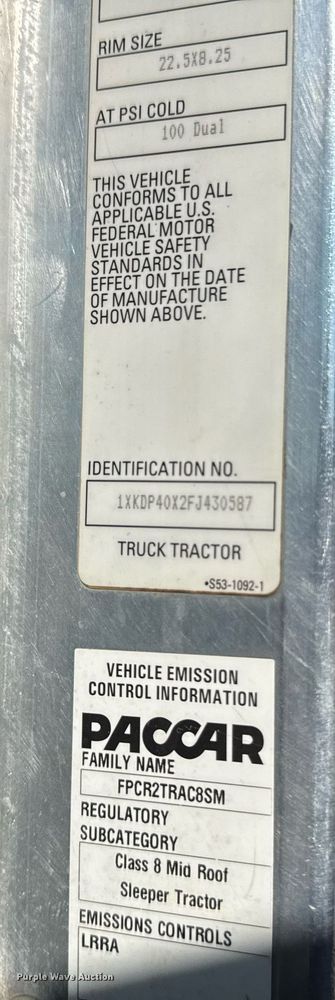 RIM SIZE
22.5X8.25
AT PSI COLD
100 Dual
THIS VEHICLE
CONFORMS TO ALL
APPLICABLE U.S.
FEDERAL MOTOR
VEHICLE SAFETY
STANDARDS IN
EFFECT ON THE DATE
OF MANUFACTURE
SHOWN ABOVE.
IDENTIFICATION NO.
1XKDP40X2FJ430587
TRUCK TRACTOR
•S53-1092-1
VEHICLE EMISSION
CONTROL INFORMATION
PACCAR
FAMILY NAME
FPCR2TRAC8SM
REGULATORY
SUBCATEGORY
Class 8 Mid Roof
Sleeper Tractor
EMISSIONS CONTROLS
LRRA
Purple Wave Auction